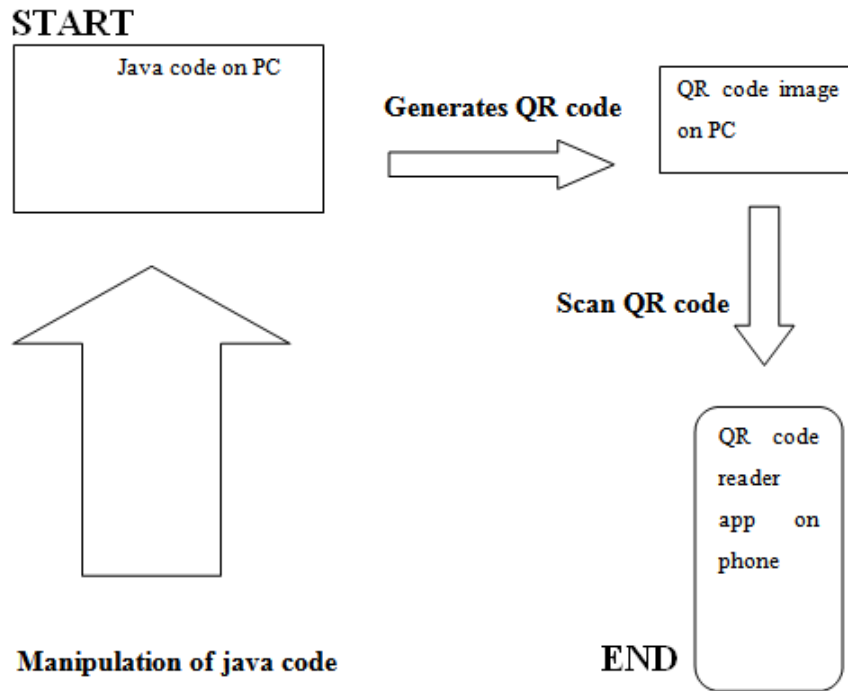 START
Java code on PC
Generates QR code
QR code image
on PC
Scan QR code
QR code
reader
app on
phone
Manipulation of java code
END